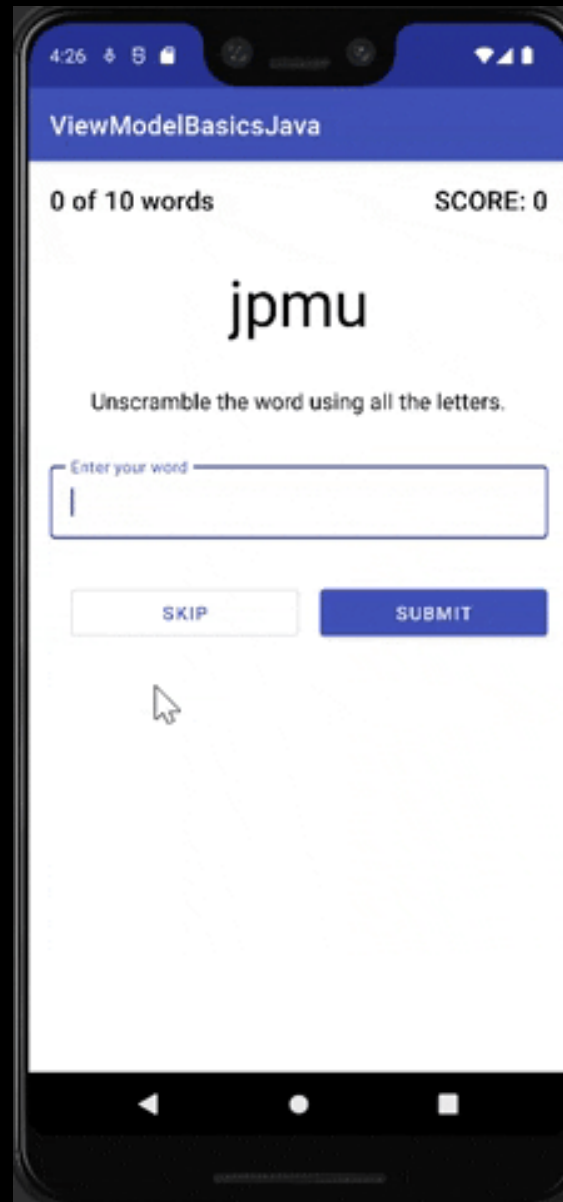 4:26
ViewModelBasicsJava
0 of 10 words SCORE: 0
jpmu
Unscramble the word using all the letters.
Enter your word
SKIP SUBMIT